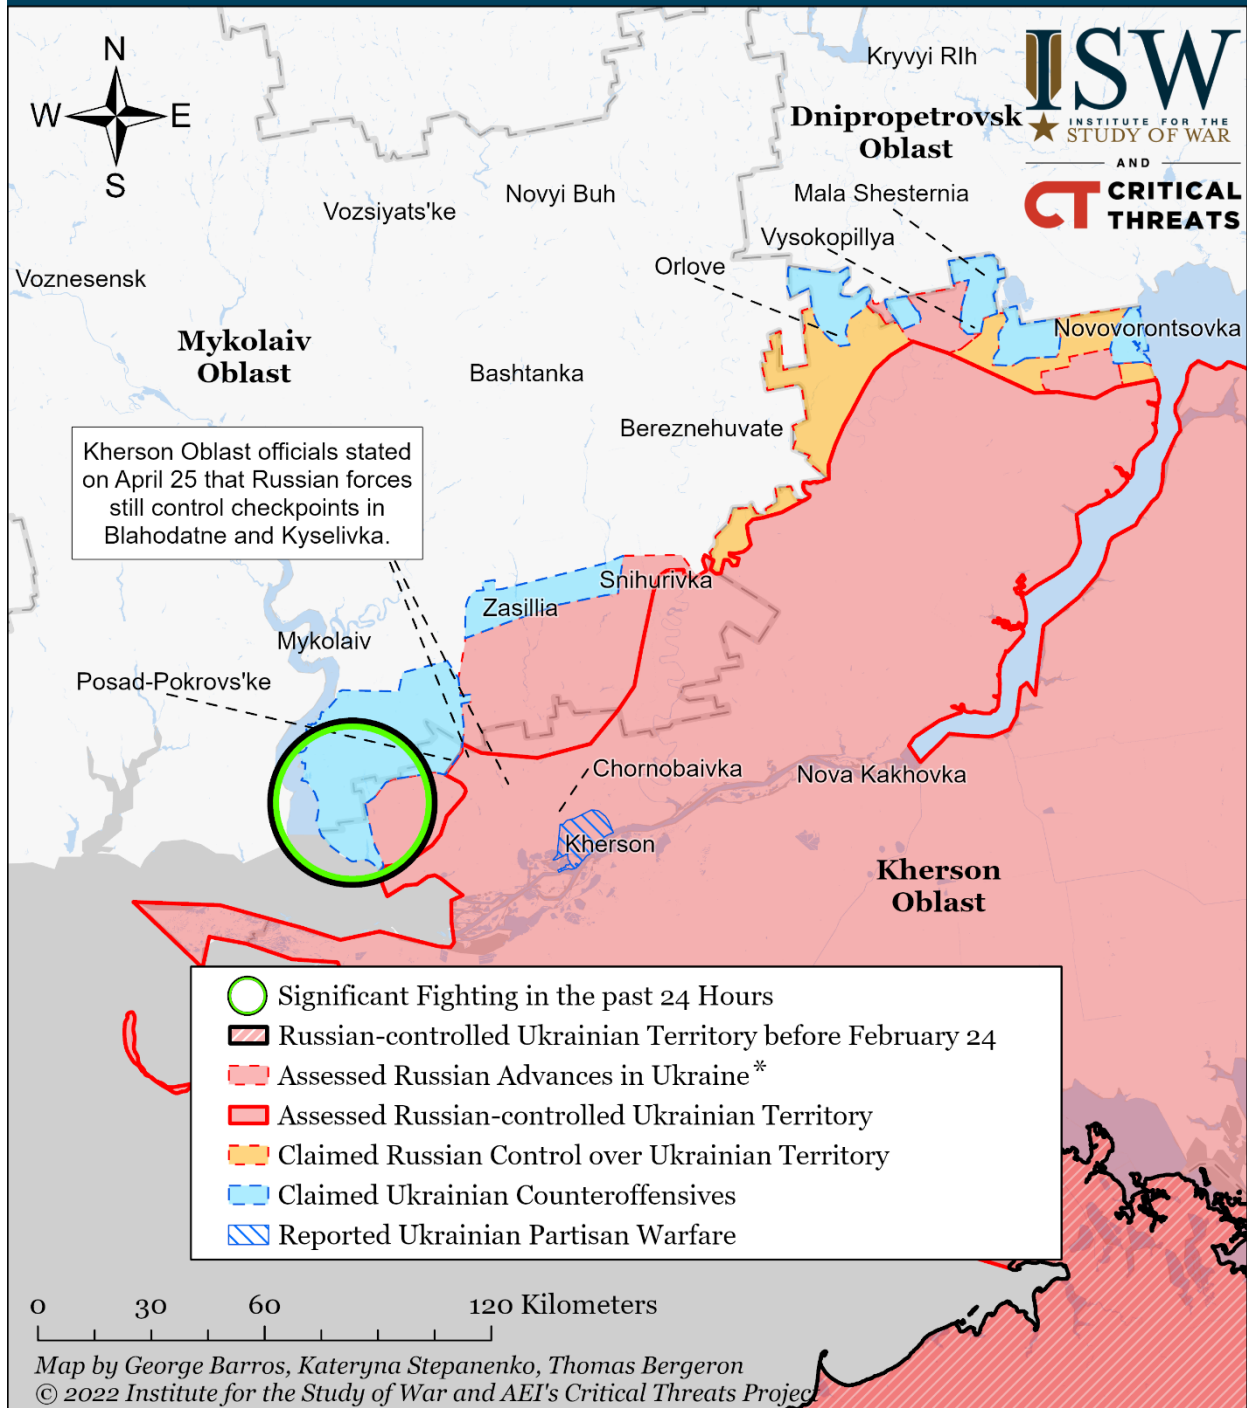 N
W
E
S
Kryvyi RIh
ISW
INSTITUTE FOR THE
STUDY OF WAR
AND
CT CRITICAL
THREATS
Dnipropetrovsk
Oblast
Mala Shesternia
Novyi Buh
Vozsiyats'ke
Vysokopillya
Orlove
Voznesensk
Novovorontsovka
Mykolaiv
Oblast
Bashtanka
Bereznehuvate
Kherson Oblast officials stated
on April 25 that Russian forces
still control checkpoints in
Blahodatne and Kyselivka.
Snihurivka
Zasillia
Mykolaiv
Posad-Pokrovs'ke
Chornobaivka
Nova Kakhovka
Kherson
Kherson
Oblast
Significant Fighting in the past 24 Hours
Russian-controlled Ukrainian Territory before February 24
Assessed Russian Advances in Ukraine*
Assessed Russian-controlled Ukrainian Territory
Claimed Russian Control over Ukrainian Territory
Claimed Ukrainian Counteroffensives
Reported Ukrainian Partisan Warfare
0 30 60 120 Kilometers
Map by George Barros, Kateryna Stepanenko, Thomas Bergeron
© 2022 Institute for the Study of War and AEI's Critical Threats Project